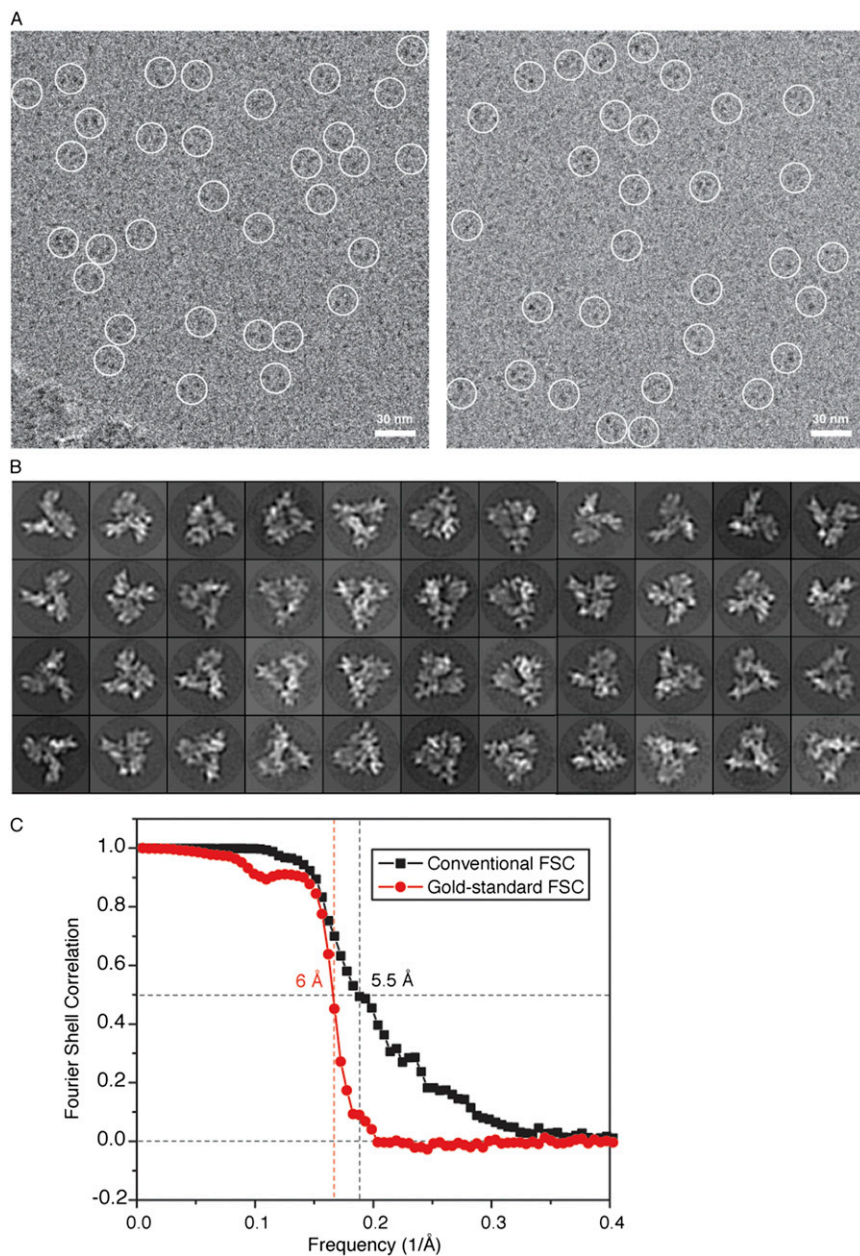 A
30 nm
30 nm
B
C
1.0
0.8
0.6
0.4
0.2
0.0
-0.2
Fourier Shell Correlation
Conventional FSC
Gold-standard FSC
6 Å
5.5 Å
0.0
0.1
0.2
0.3
0.4
Frequency (1/Å)